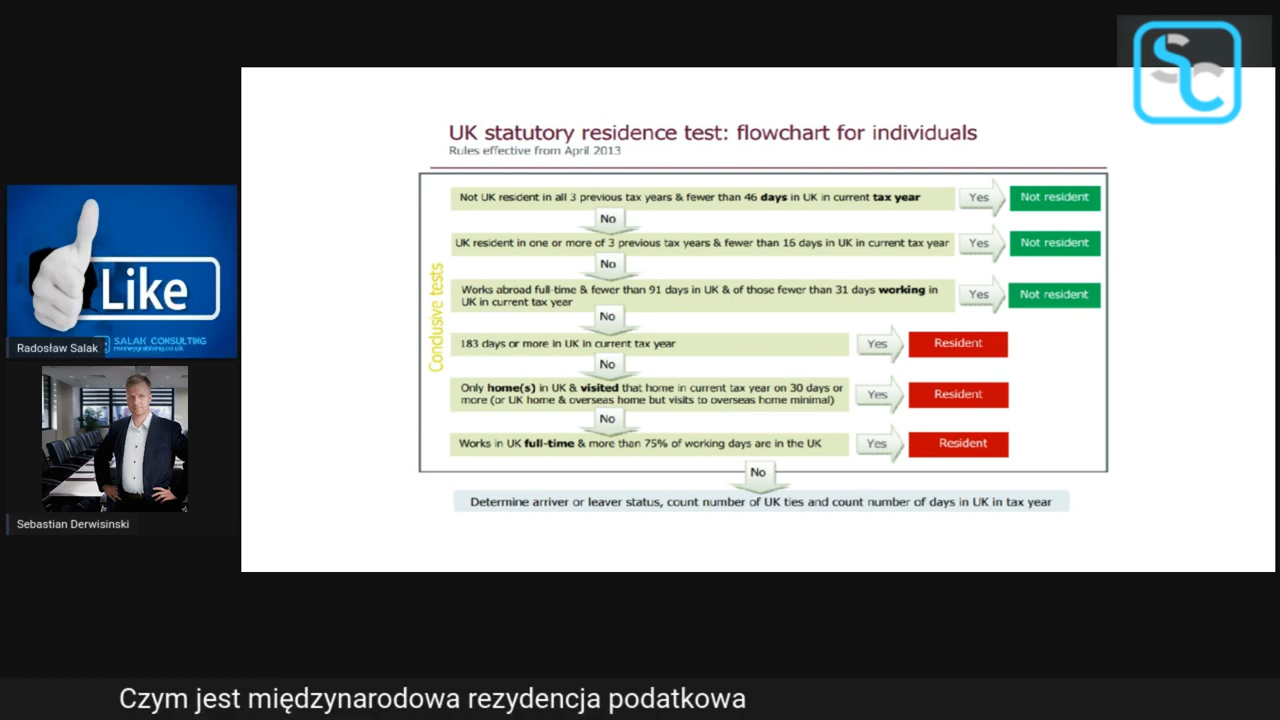 SC
UK statutory residence test: flowchart for individuals
Rules effective from April 2013
Conclusive tests
Not UK resident in all 3 previous tax years & fewer than 46 days in UK in current tax year
Yes
Not resident
No
UK resident in one or more of 3 previous tax years & fewer than 16 days in UK in current tax year
Yes
Not resident
No
Works abroad full-time & fewer than 91 days in UK & of those fewer than 31 days working in
UK in current tax year
Yes
Not resident
No
183 days or more in UK in current tax year
Yes
Resident
No
Only home(s) in UK & visited that home in current tax year on 30 days or
more (or UK home & overseas home but visits to overseas home minimal)
Yes
Resident
No
Works in UK full-time & more than 75% of working days are in the UK
Yes
Resident
No
Determine arriver or leaver status, count number of UK ties and count number of days in UK in tax year
Like
SALAK CONSULTING
moneygrabbing.co.uk
Radosław Salak
Sebastian Derwisinski
Czym jest międzynarodowa rezydencja podatkowa